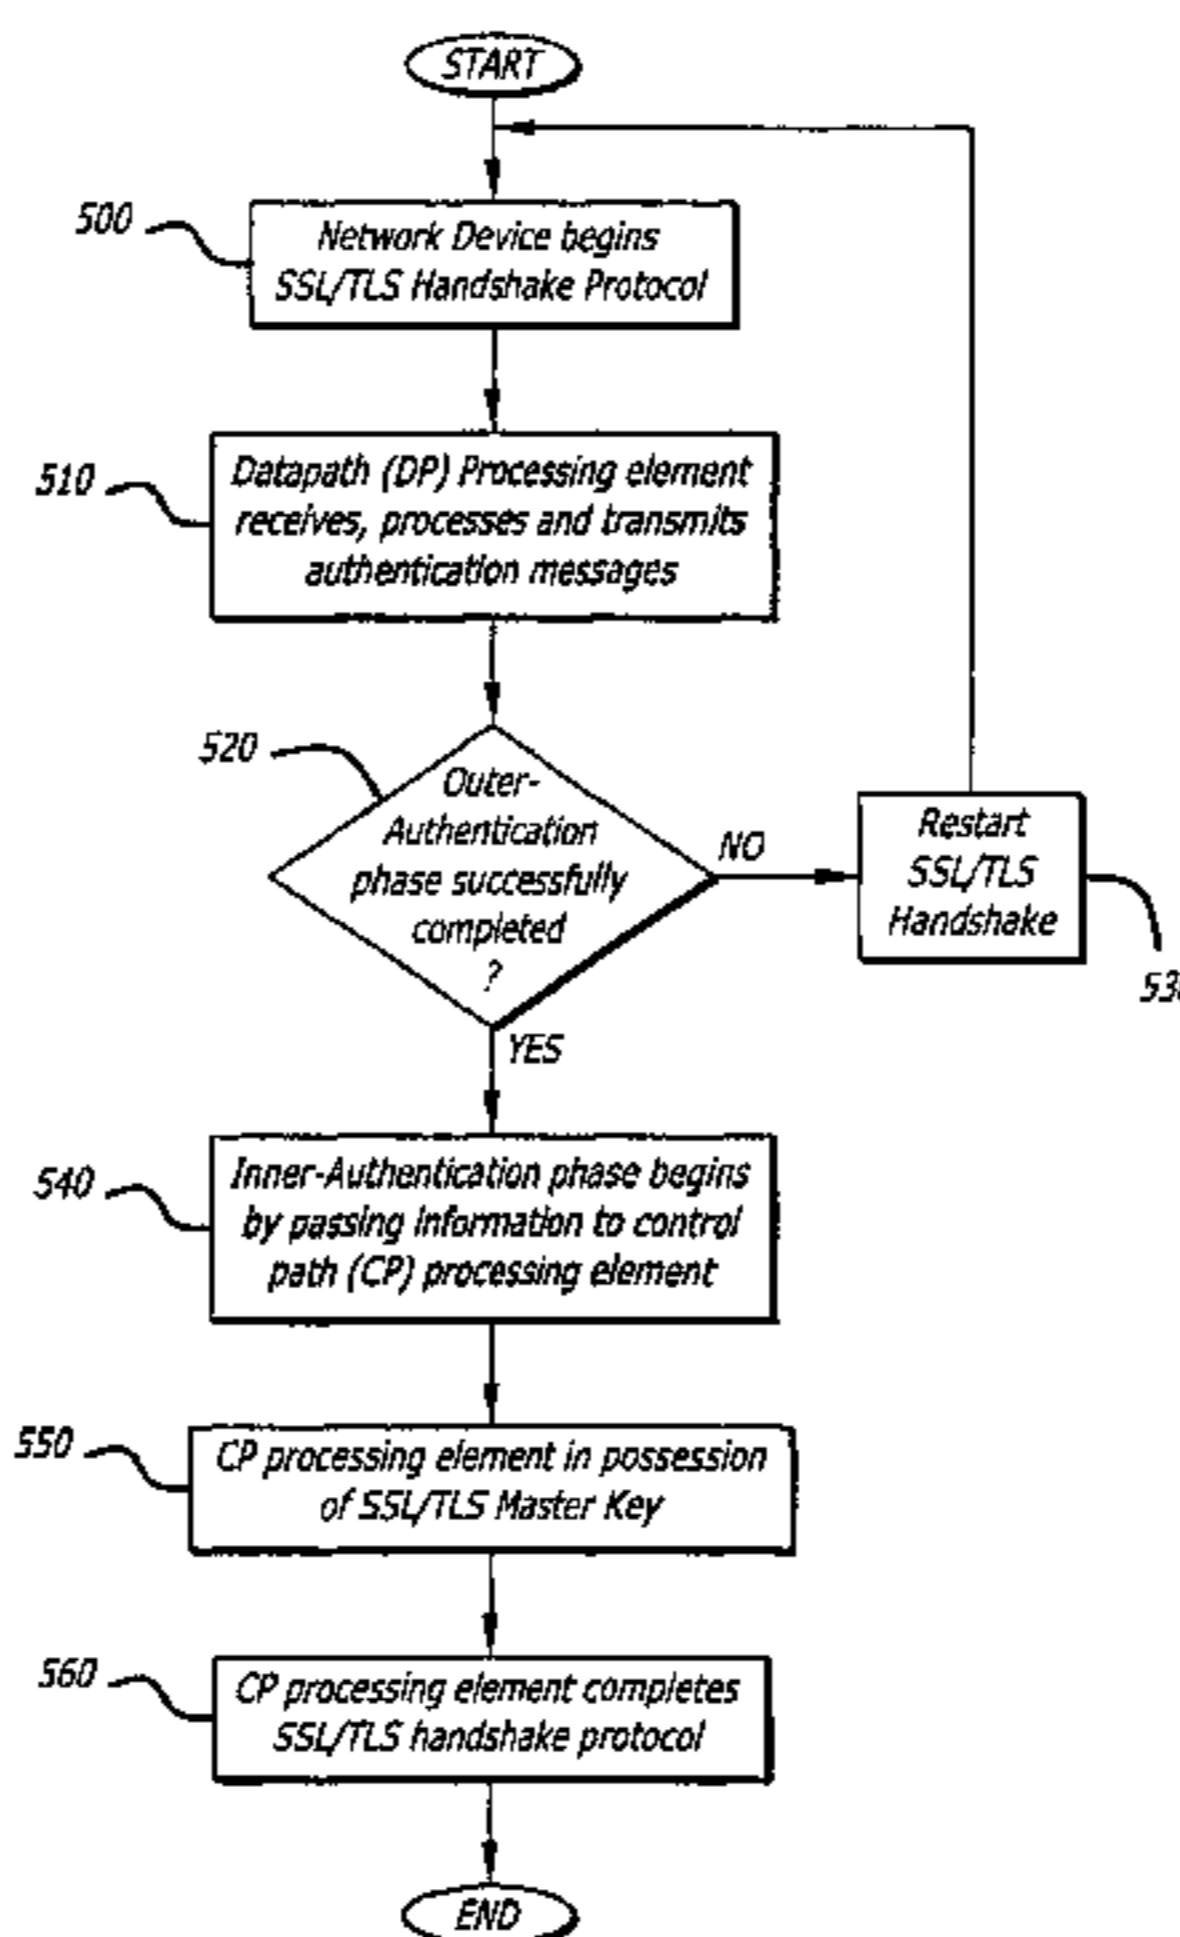 START
500
Network Device begins
SSL/TLS Handshake Protocol
510
Datapath (DP) Processing element
receives, processes and transmits
authentication messages
520
Outer-
Authentication
phase successfully
completed
?
NO
Restart
SSL/TLS
Handshake
YES
540
Inner-Authentication phase begins
by passing information to control
path (CP) processing element
550
CP processing element in possession
of SSL/TLS Master Key
560
CP processing element completes
SSL/TLS handshake protocol
END